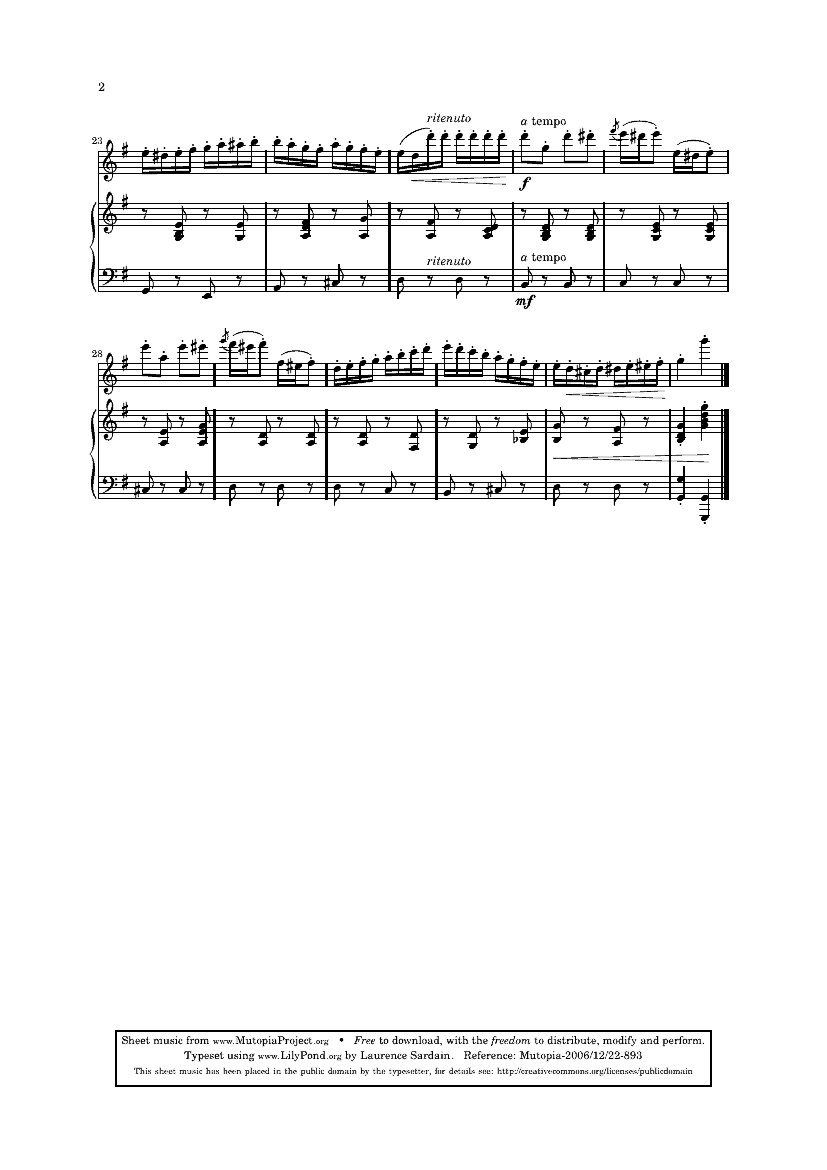 2
ritenuto
a tempo
23
f
ritenuto
a tempo
mf
28
Sheet music from www.MutopiaProject.org • Free to download, with the freedom to distribute, modify and perform.
Typeset using www.LilyPond.org by Laurence Sardain. Reference: Mutopia-2006/12/22-893
This sheet music has been placed in the public domain by the typesetter, for details see: http://creativecommons.org/licenses/publicdomain